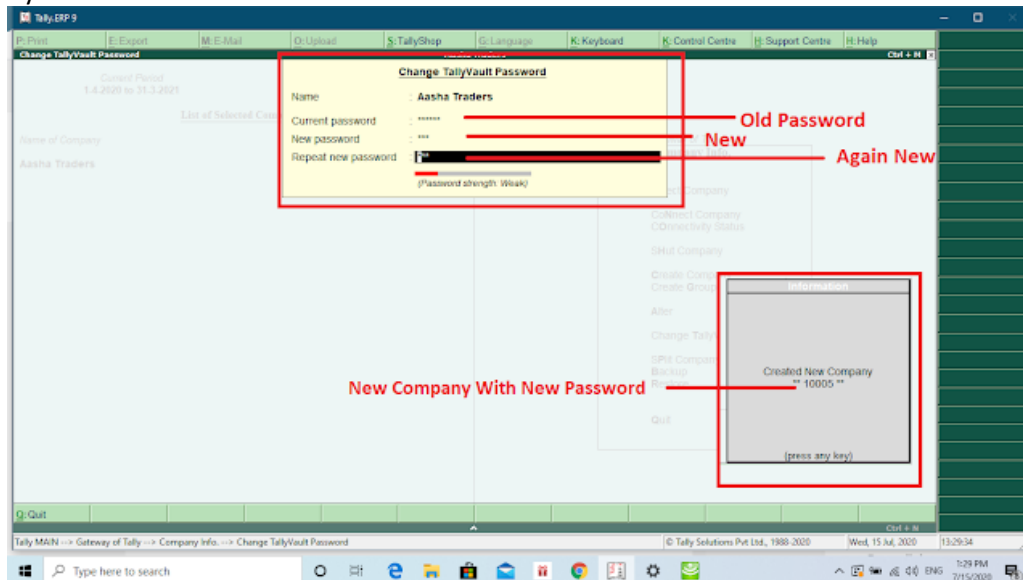 Tally.ERP 9
P: Print E: Export M: E-Mail O: Upload S: TallyShop G: Language K: Keyboard K: Control Centre H: Support Centre H: Help
Change TallyVault Password Aasha Traders Ctrl + M
Change TallyVault Password
Current Period
1-4-2020 to 31-3-2021
List of Selected
Name of Company
Aasha Traders
Name : Aasha Traders
Current password : ******
New password : ***
Repeat new password
(Password strength: Weak)
Old Password
New
Again New
Company Info.
Company
CoNnect Company
COnnectivity Status
SHut Company
Create
Create Group
Alter
Change
SPlit Company
Backup
Quit
Information
Created New Company
** 10005 **
(press any key)
New Company With New Password
Q: Quit
Ctrl + N
Tally MAIN --> Gateway of Tally --> Company Info. --> Change TallyVault Password © Tally Solutions Pvt Ltd., 1988-2020 Wed, 15 Jul, 2020 13:29:34
Type here to search
ENG
1:29 PM
7/15/2020